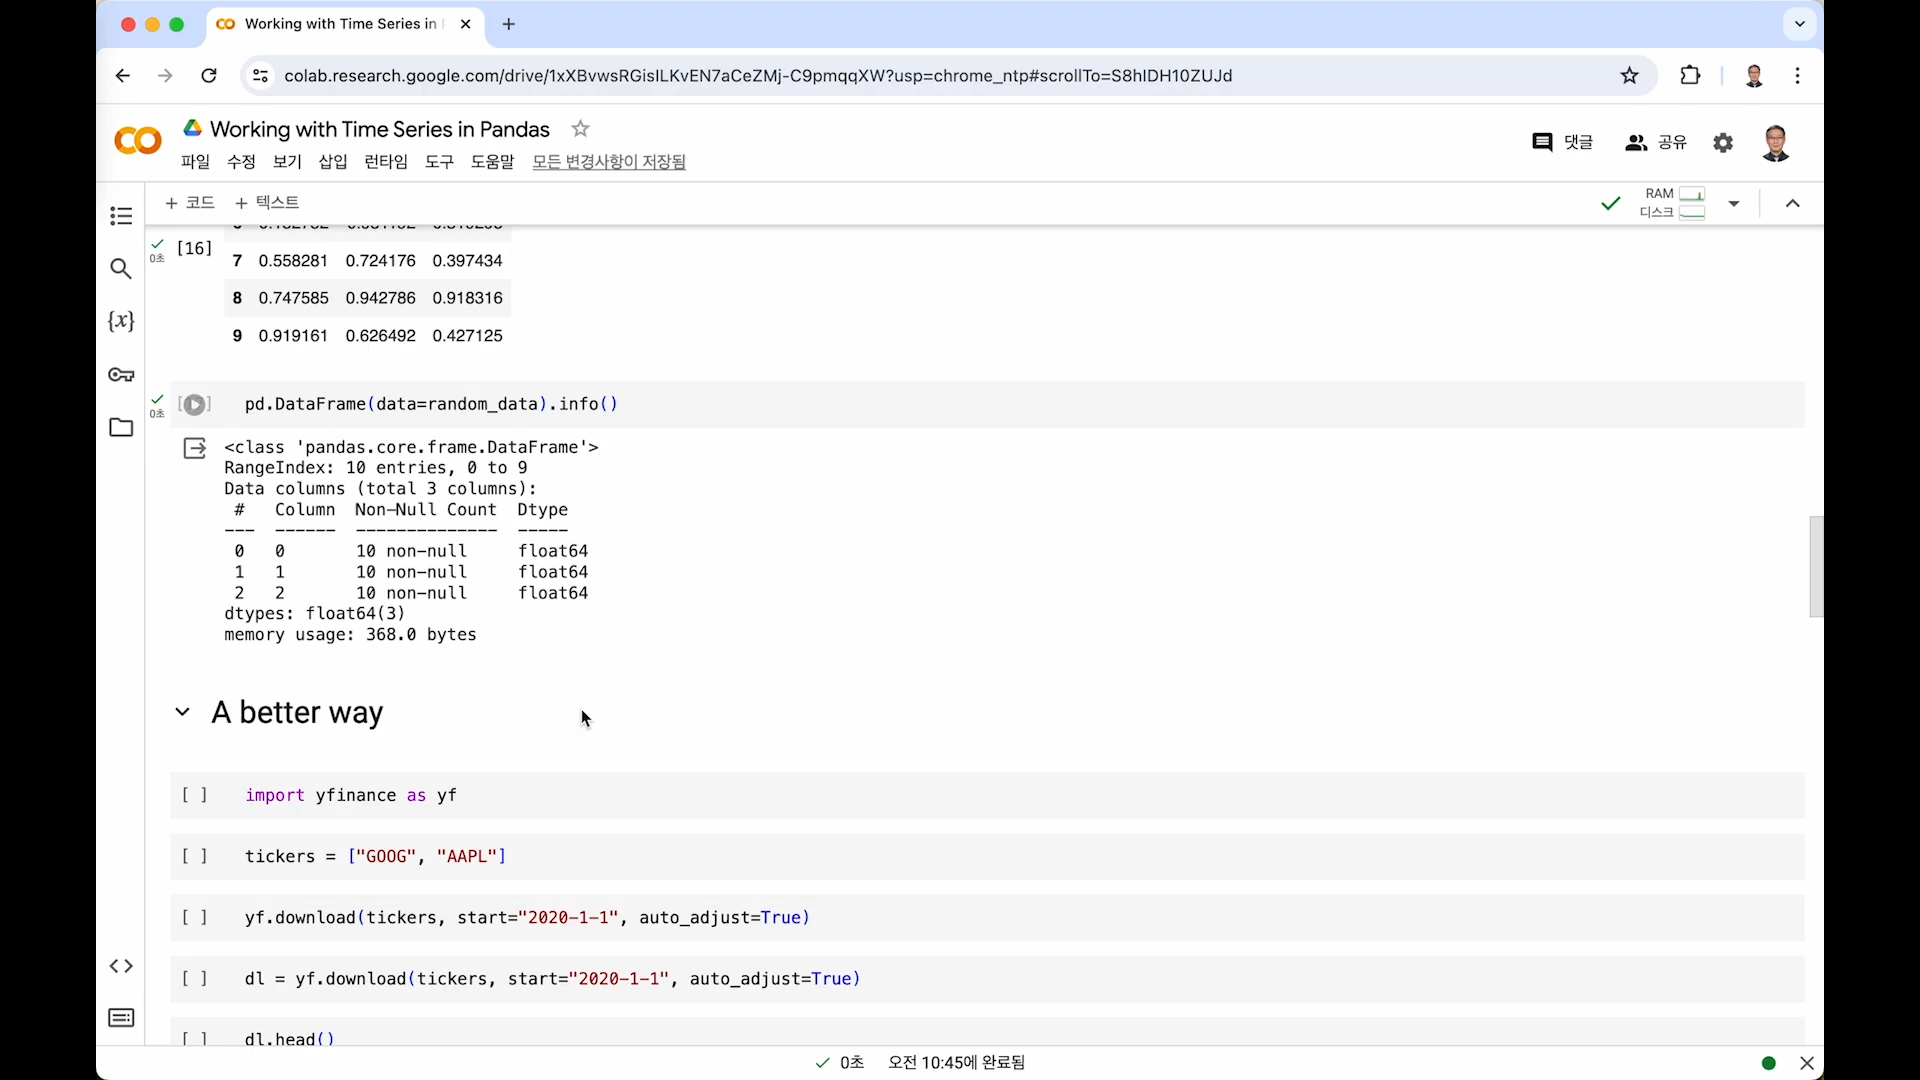 Working with Time Series in
colab.research.google.com/drive/1xXBvwsRGisILKvEN7aCeZMj-C9pmqqXW?usp=chrome_ntp#scrollTo=S8hIDH10ZUJd
Working with Time Series in Pandas
댓글
공유
파일 수정 보기 삽입 런타임 도구 도움말 모든 변경사항이 저장됨
+ 코드 + 텍스트
RAM
디스크
[16]
0초
7 0.558281 0.724176 0.397434
8 0.747585 0.942786 0.918316
9 0.919161 0.626492 0.427125
pd.DataFrame(data=random_data).info()
0초
<class 'pandas.core.frame.DataFrame'>
RangeIndex: 10 entries, 0 to 9
Data columns (total 3 columns):
# Column Non-Null Count Dtype
--- ------ -------------- -----
0 0 10 non-null float64
1 1 10 non-null float64
2 2 10 non-null float64
dtypes: float64(3)
memory usage: 368.0 bytes
A better way
[ ] import yfinance as yf
[ ] tickers = ["GOOG", "AAPL"]
[ ] yf.download(tickers, start="2020-1-1", auto_adjust=True)
[ ] dl = yf.download(tickers, start="2020-1-1", auto_adjust=True)
[ ] dl.head()
0초 오전 10:45에 완료됨